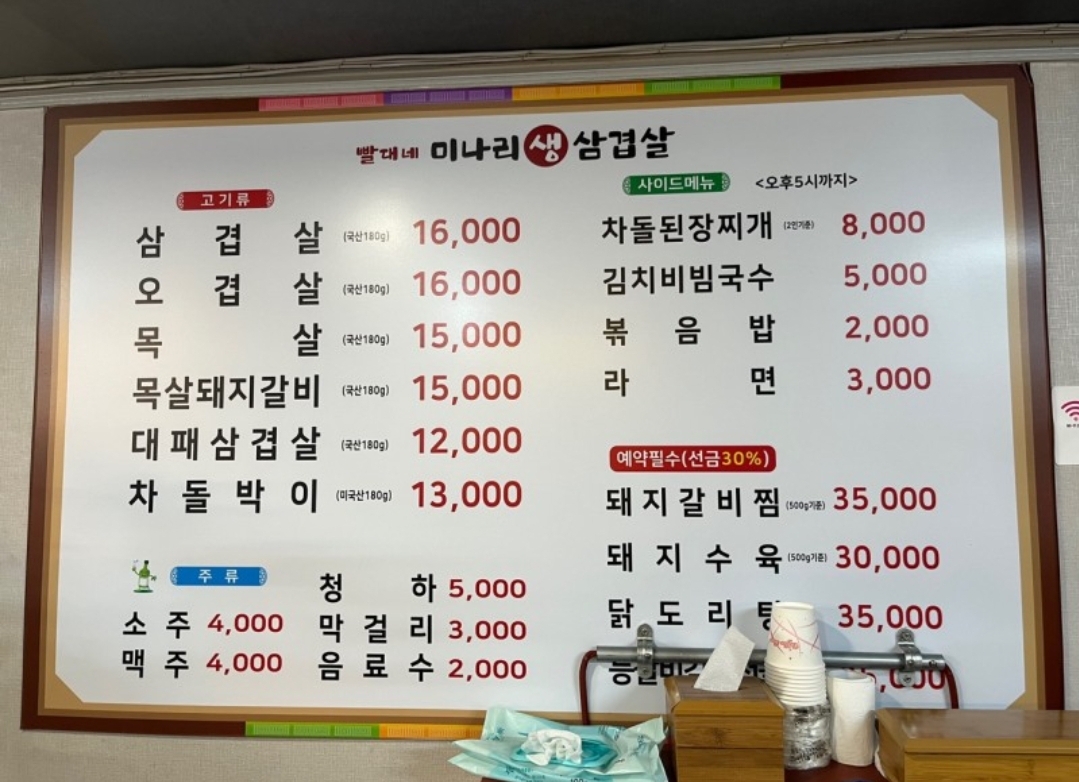 빨대네 미나리 생 삼겹살
고기류
삼겹살 (국산180g) 16,000
오겹살 (국산180g) 16,000
목살 (국산180g) 15,000
목살돼지갈비 (국산180g) 15,000
대패삼겹살 (국산180g) 12,000
차돌박이 (미국산180g) 13,000
주류
소주 4,000
맥주 4,000
청하 5,000
막걸리 3,000
음료수 2,000
사이드메뉴 <오후5시까지>
차돌된장찌개 (2인기준) 8,000
김치비빔국수 5,000
볶음밥 2,000
라면 3,000
예약필수(선금30%)
돼지갈비찜 (500g기준) 35,000
돼지수육 (500g기준) 30,000
닭도리탕 35,000